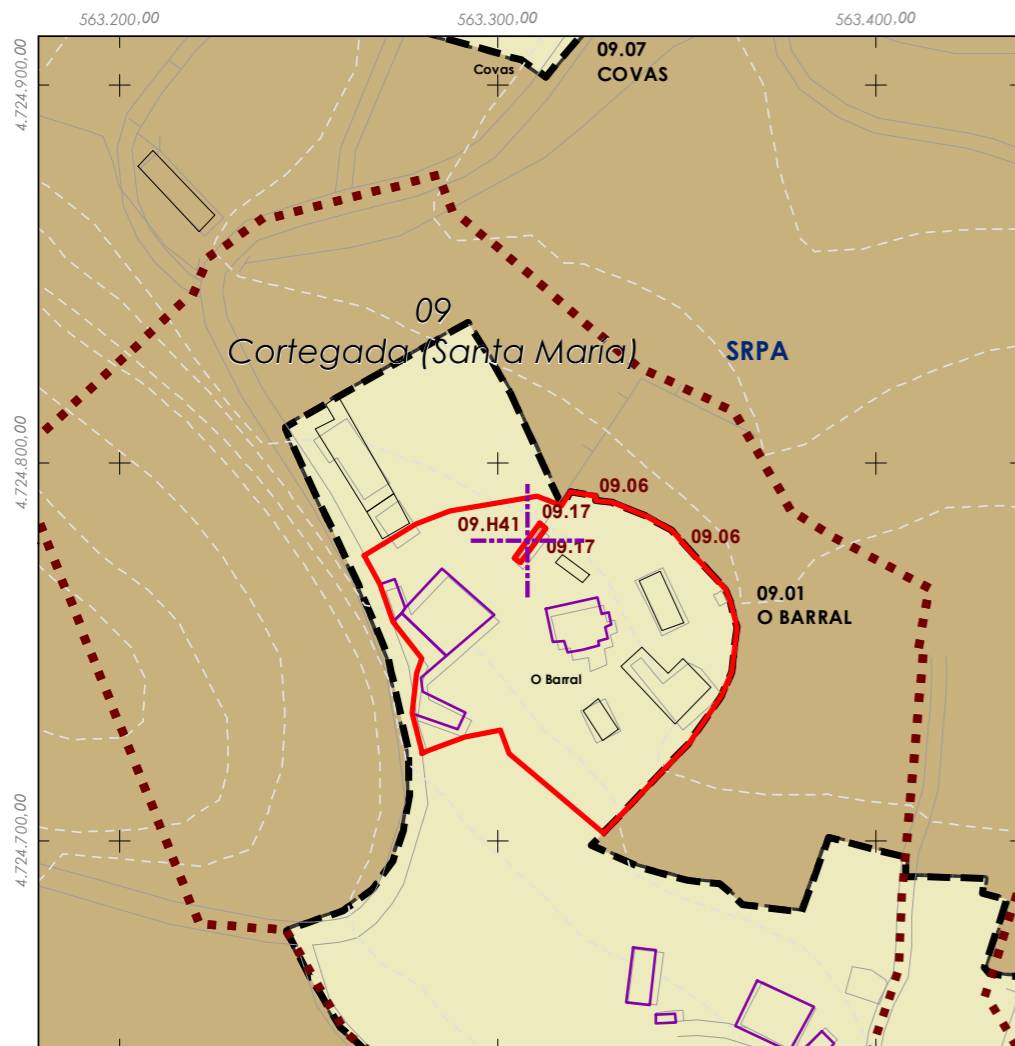 563.200,00
563.300,00
563.400,00
4.724.900,00
4.724.800,00
4.724.700,00
09.07
COVAS
Covas
09
Cortegada (Santa María)
SRPA
09.06
09.17
09.H41
09.17
09.06
09.01
O BARRAL
O Barral